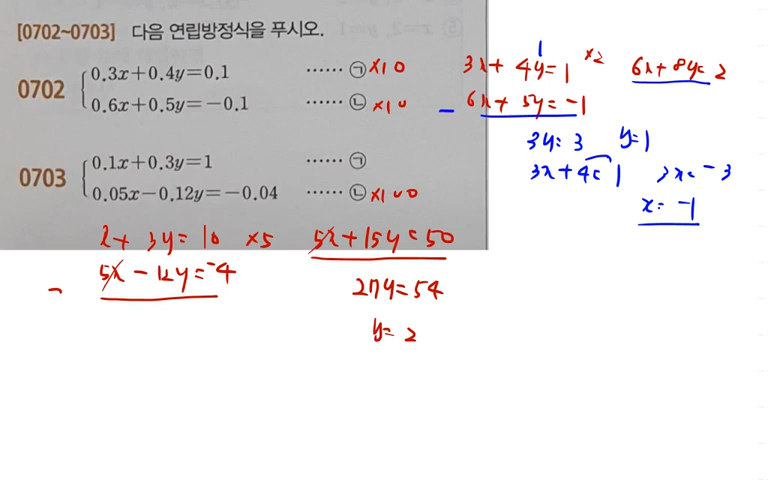 [0702~0703] 다음 연립방정식을 푸시오.
0702
0.3x+0.4y=0.1 ······ ㉠ ×10
0.6x+0.5y=-0.1 ······ ㉡ ×10
0703
0.1x+0.3y=1 ······ ㉠
0.05x-0.12y=-0.04 ······ ㉡ ×100
3x+4y=1 ×2 6x+8y=2
1
- 6x+5y=-1
3y=3 y=1
3x+4=1 3x=-3
x=-1
x+3y=10 ×5 5x+15y=50
- 5x-12y=-4
27y=54
y=2